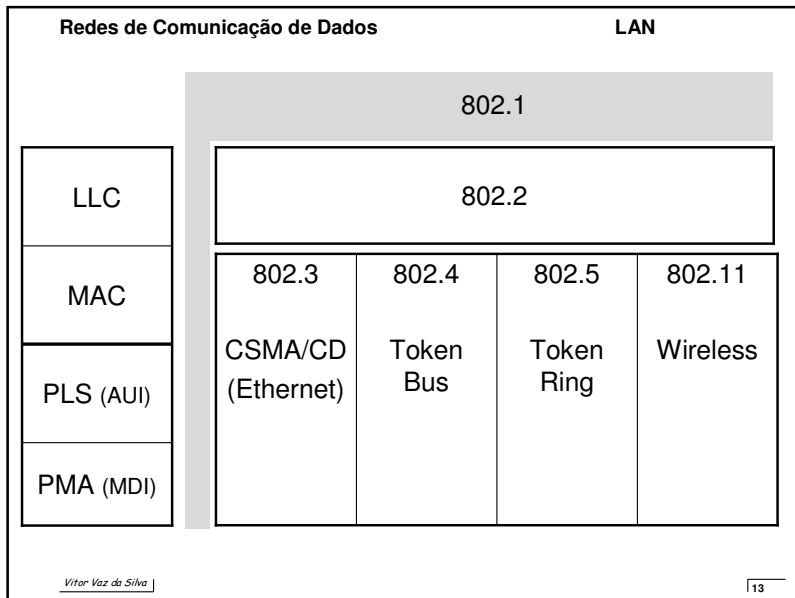 Redes de Comunicação de Dados LAN
802.1
LLC
802.2
MAC
802.3 802.4 802.5 802.11
CSMA/CD Token Token Wireless
(Ethernet) Bus Ring
PLS (AUI)
PMA (MDI)
Vitor Vaz da Silva 13